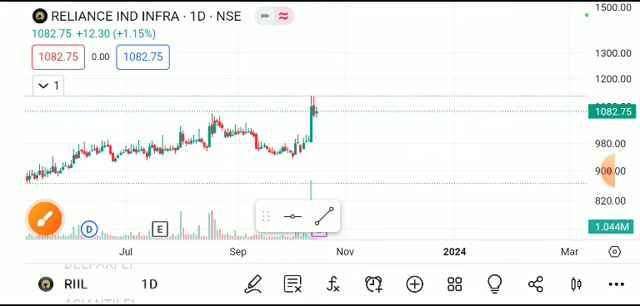 RELIANCE IND INFRA · 1D · NSE
1082.75 +12.30 (+1.15%)
1082.75 0.00 1082.75
1
1500.00
1300.00
1200.00
1082.75
980.00
900.00
820.00
1.044M
D E
Jul Sep Nov 2024 Mar
RIIL 1D